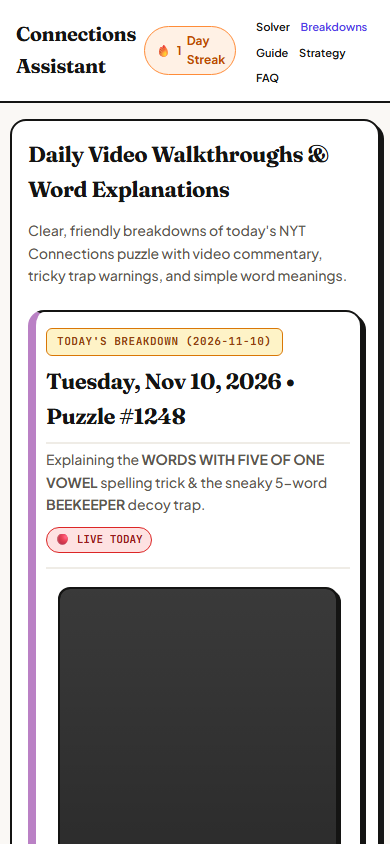 Connections
Assistant
1 Day
Streak
Solver Breakdowns
Guide Strategy
FAQ
Daily Video Walkthroughs &
Word Explanations
Clear, friendly breakdowns of today's NYT
Connections puzzle with video commentary,
tricky trap warnings, and simple word meanings.
TODAY'S BREAKDOWN (2026-11-10)
Tuesday, Nov 10, 2026 •
Puzzle #1248
Explaining the WORDS WITH FIVE OF ONE
VOWEL spelling trick & the sneaky 5-word
BEEKEEPER decoy trap.
LIVE TODAY